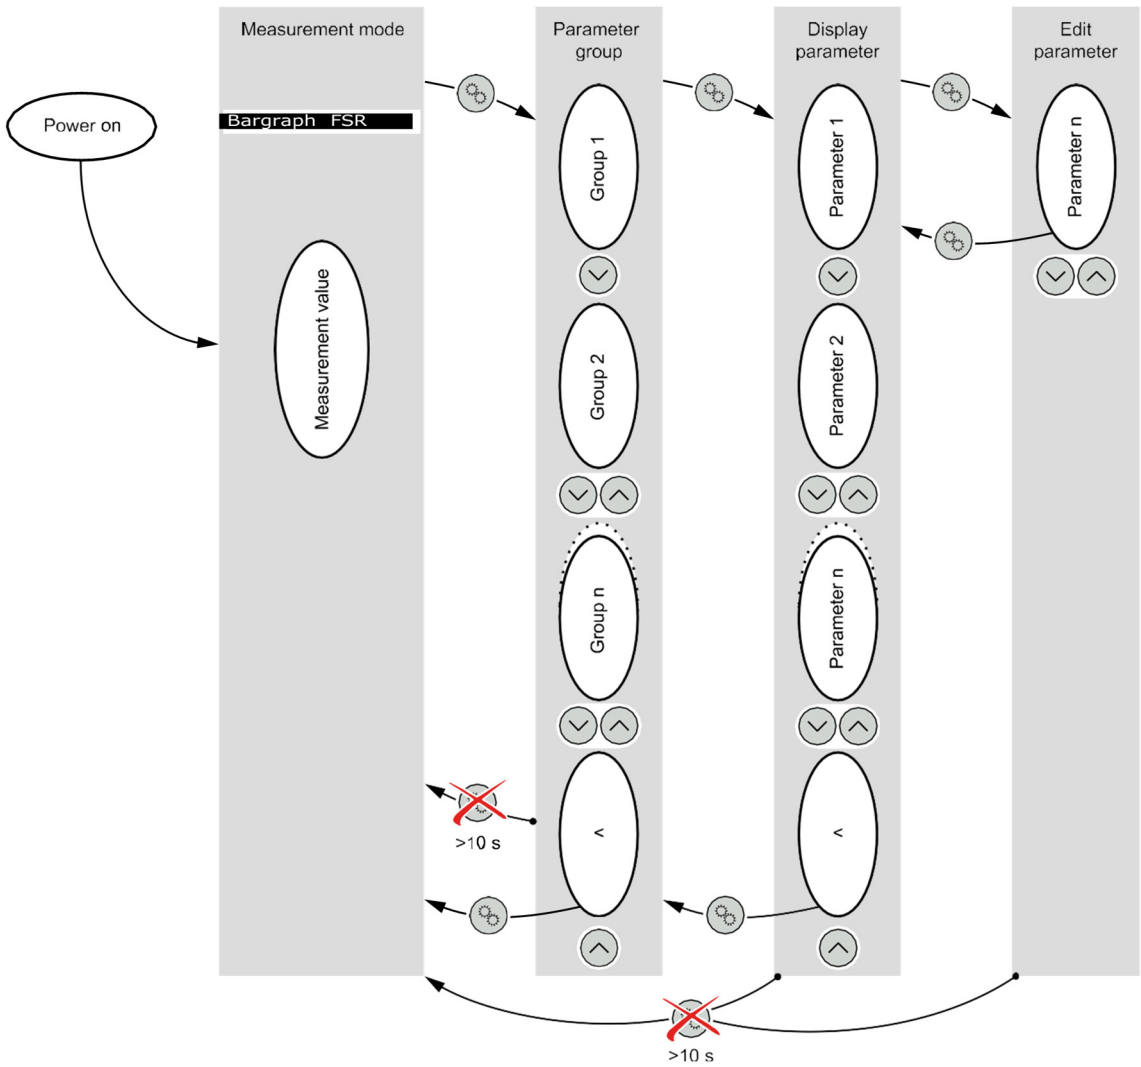 Measurement mode
Parameter
group
Display
parameter
Edit
parameter
Power on
Bargraph FSR
Measurement value
Group 1
Group 2
Group n
<
Parameter 1
Parameter 2
Parameter n
<
Parameter n
>10 s
>10 s